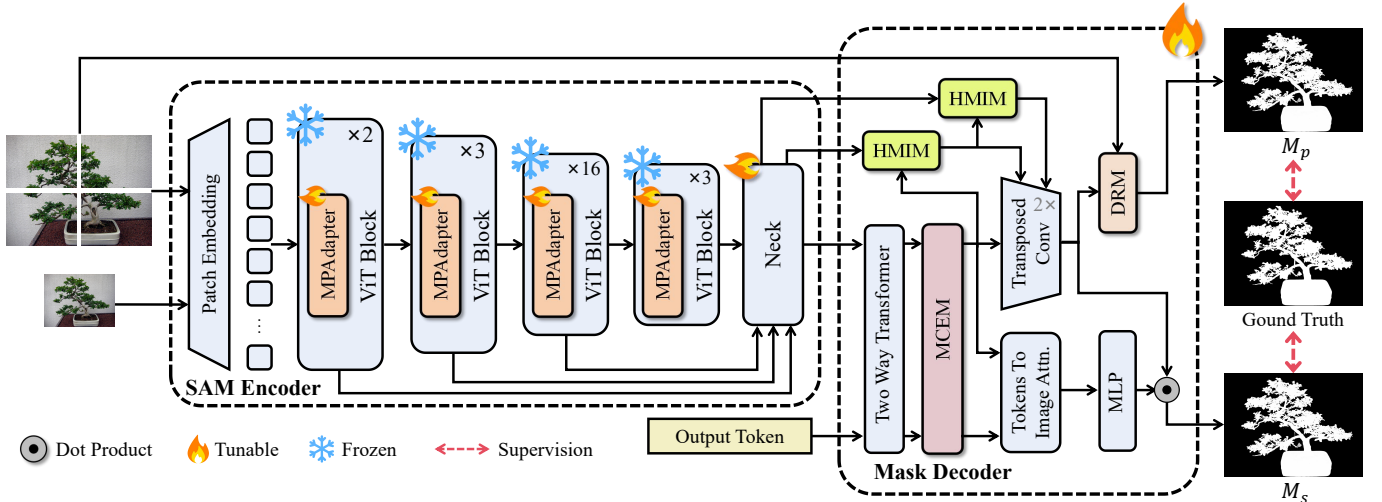 HMIM
HMIM
×2
×3
×16
×3
2×
Patch Embedding
MPAdapter
ViT Block
MPAdapter
ViT Block
MPAdapter
ViT Block
MPAdapter
ViT Block
Neck
SAM Encoder
Two Way Transformer
MCEM
Transposed
Conv
DRM
Tokens To
Image Attn.
MLP
Output Token
Mask Decoder
M_p
Gound Truth
M_s
Dot Product
Tunable
Frozen
Supervision